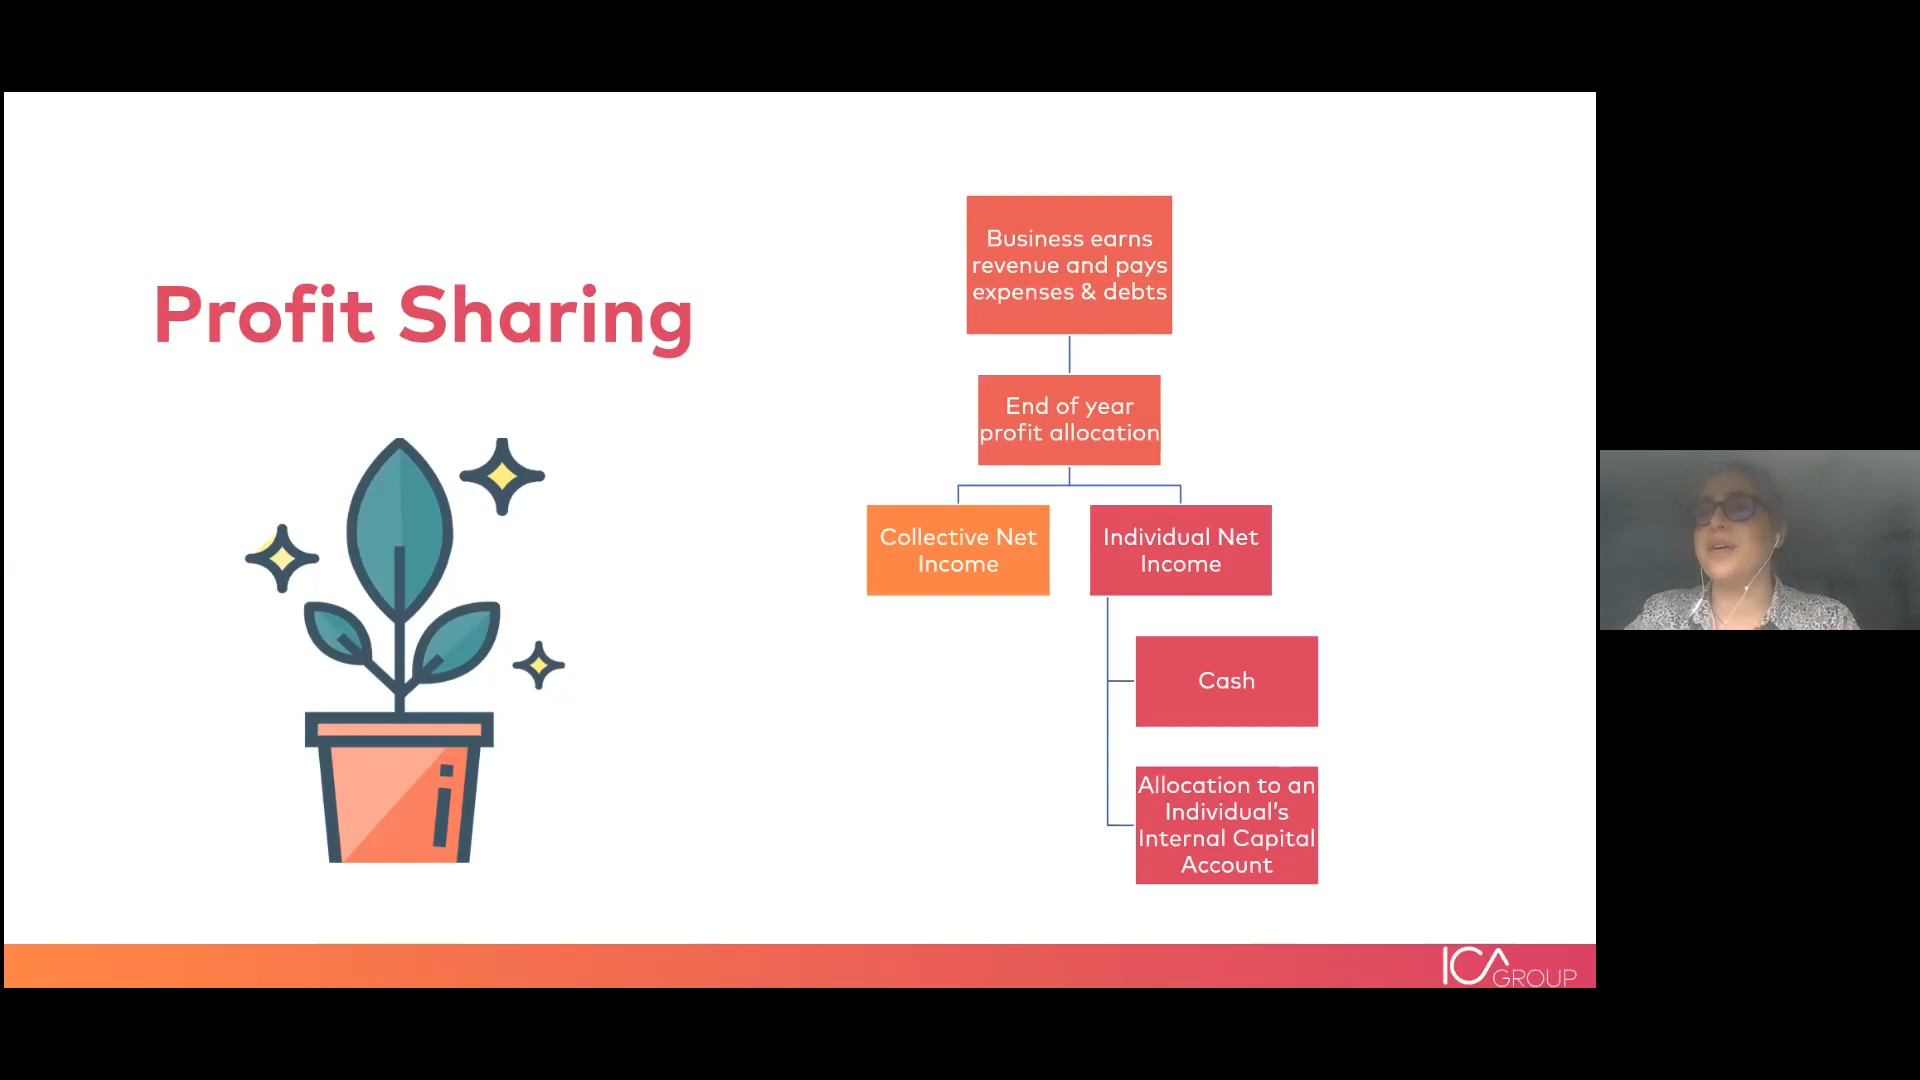 Profit Sharing
Business earns
revenue and pays
expenses & debts
End of year
profit allocation
Collective Net
Income
Individual Net
Income
Cash
Allocation to an
Individual's
Internal Capital
Account
ICA GROUP